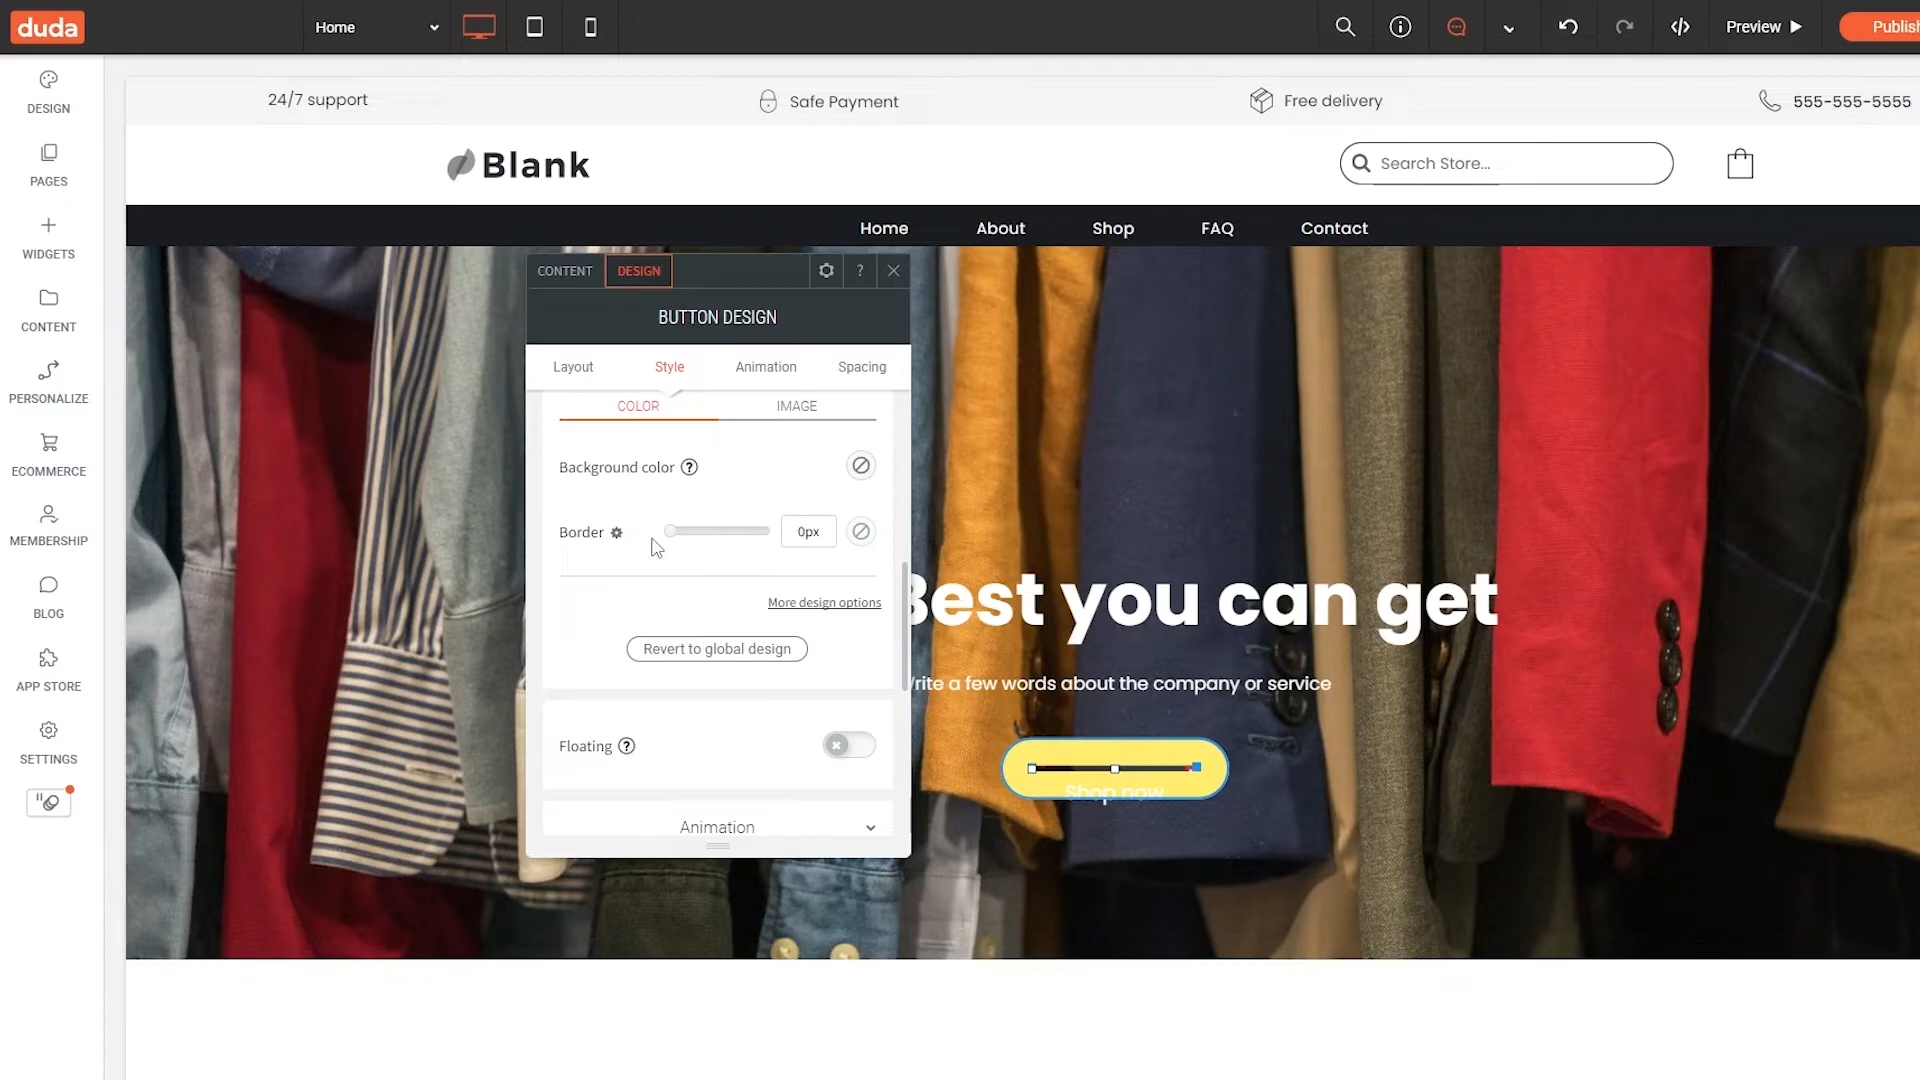 duda
Home
Preview
Publish
DESIGN
PAGES
WIDGETS
CONTENT
PERSONALIZE
ECOMMERCE
MEMBERSHIP
BLOG
APP STORE
SETTINGS
24/7 support
Safe Payment
Free delivery
555-555-5555
Blank
Search Store...
Home About Shop FAQ Contact
CONTENT DESIGN ?
BUTTON DESIGN
Layout Style Animation Spacing
COLOR IMAGE
Background color ?
Border 0px
More design options
Revert to global design
Floating ?
Animation
Best you can get
rite a few words about the company or service
Shop now